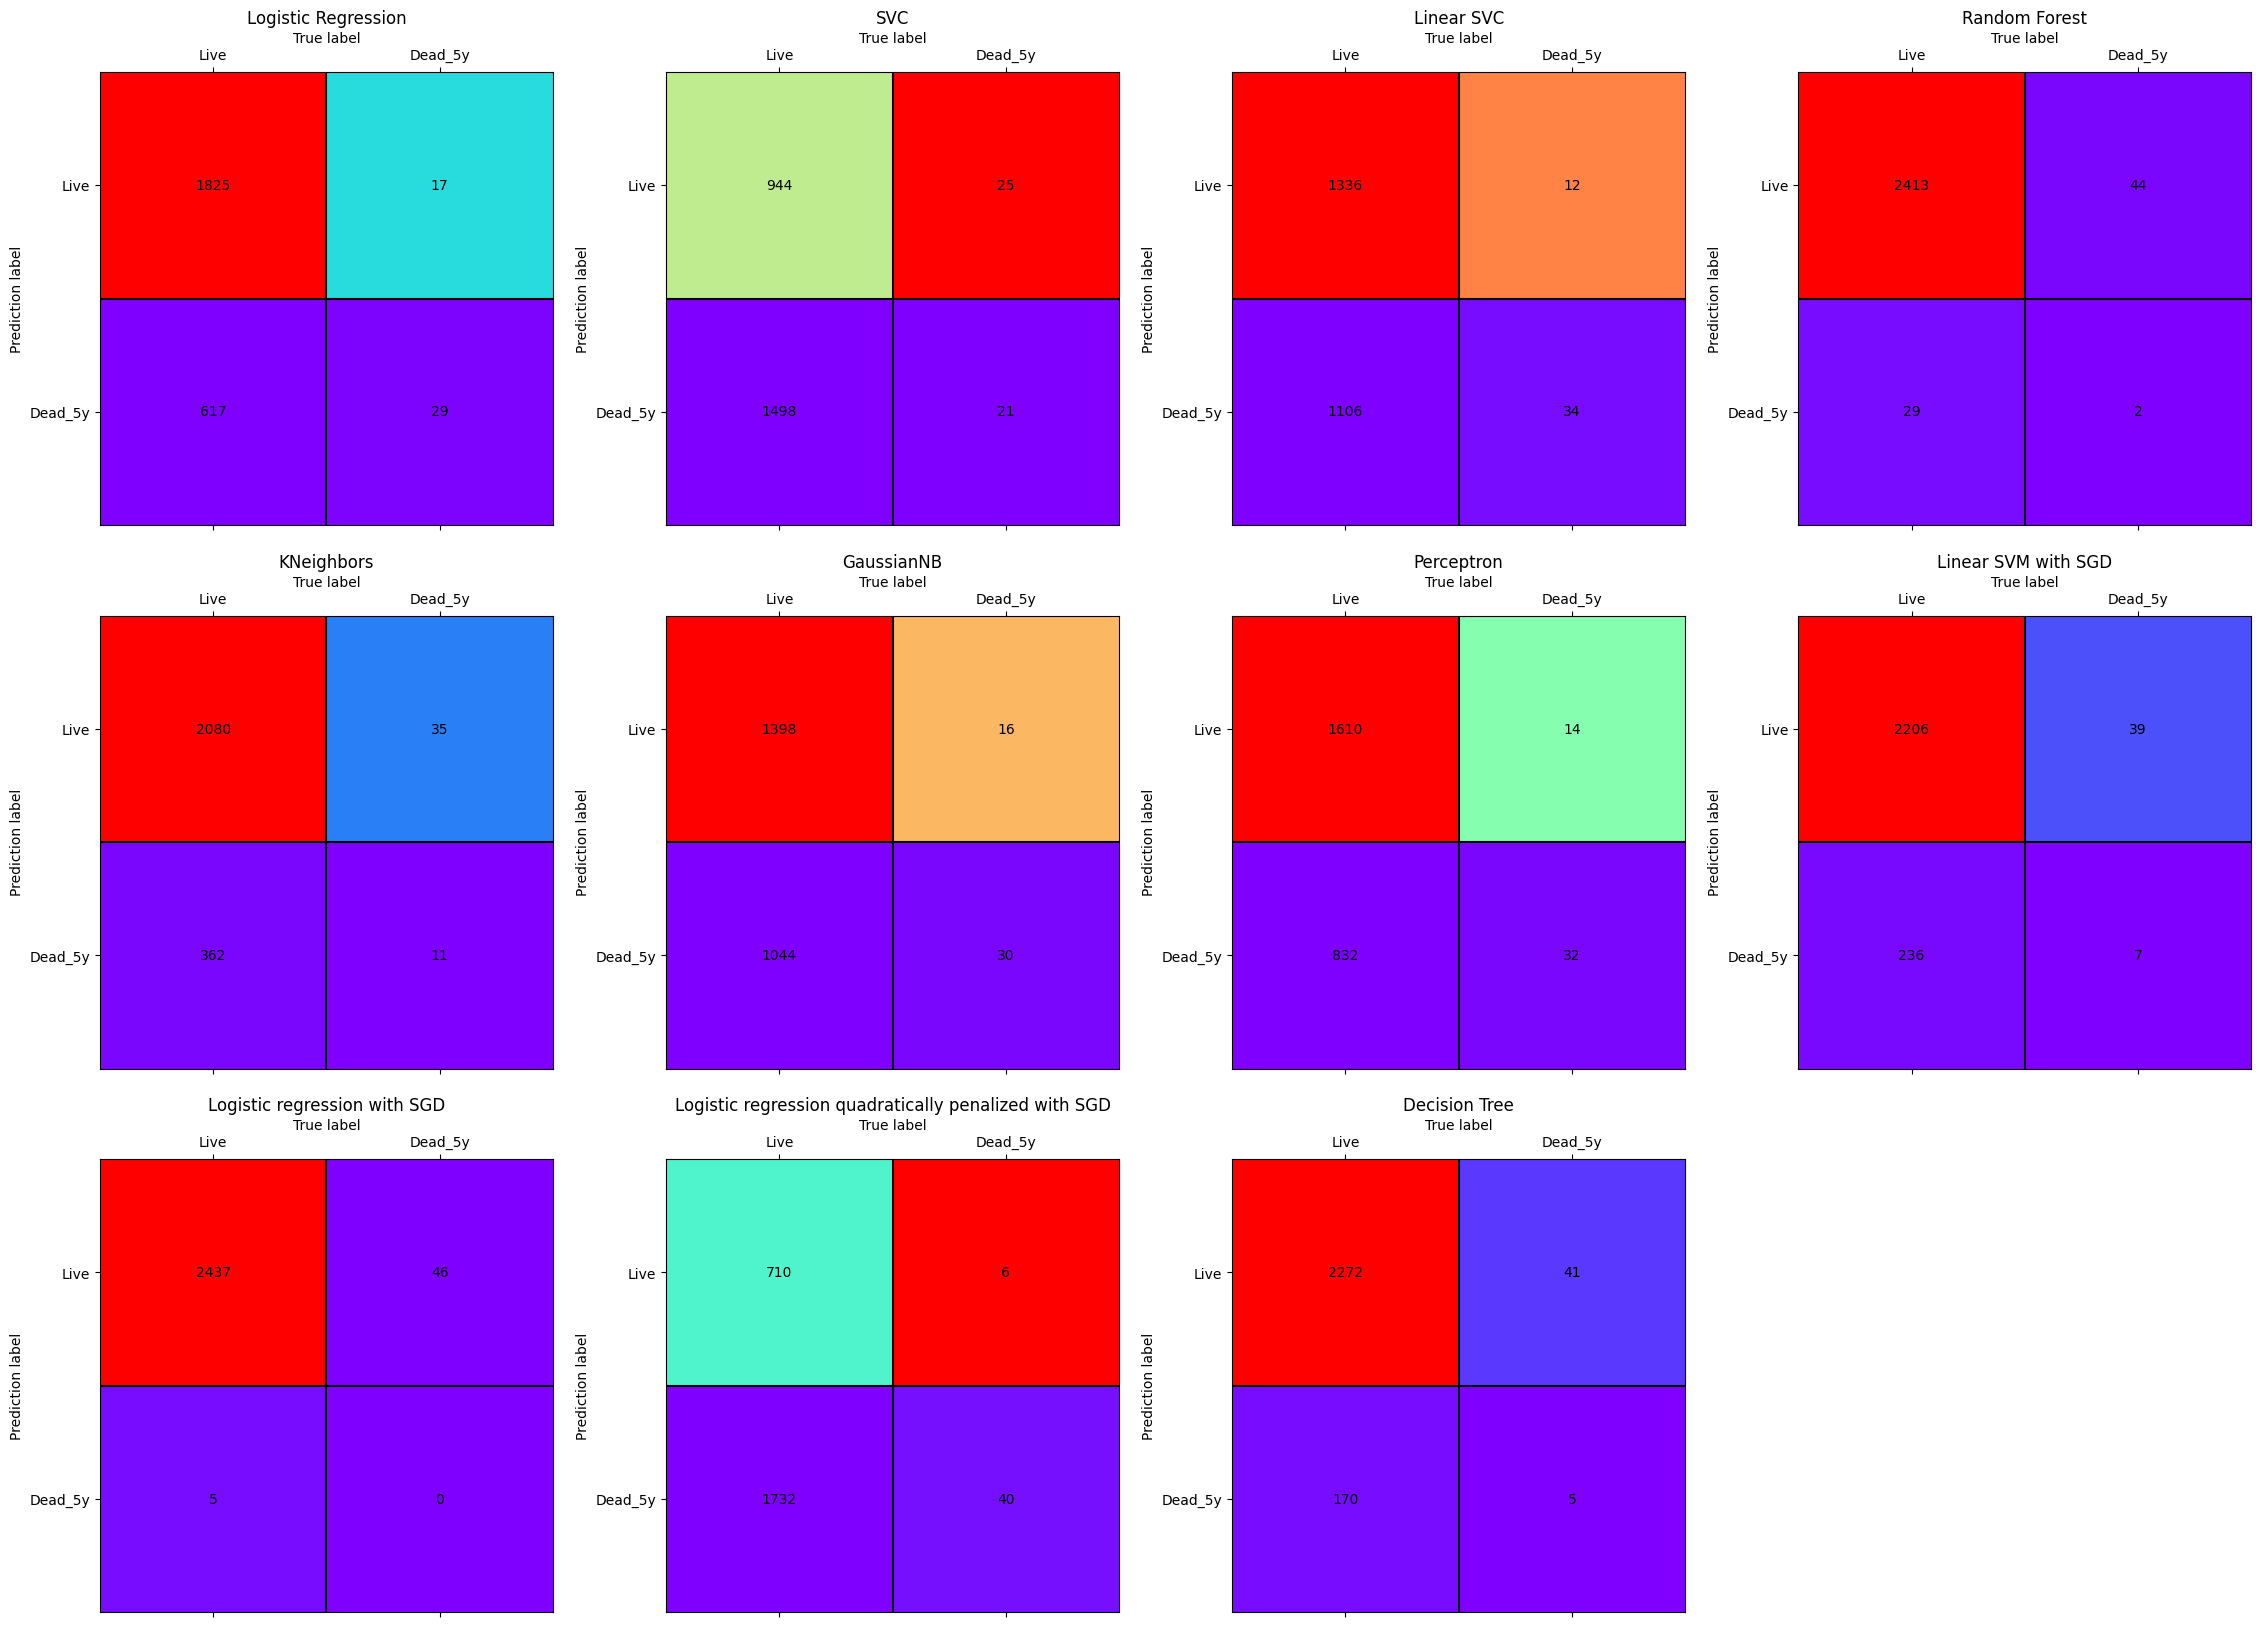 Logistic Regression
True label
Live Dead_5y
Prediction label
Live 1825 17
Dead_5y 617 29
SVC
True label
Live Dead_5y
Prediction label
Live 944 25
Dead_5y 1498 21
Linear SVC
True label
Live Dead_5y
Prediction label
Live 1336 12
Dead_5y 1106 34
Random Forest
True label
Live Dead_5y
Prediction label
Live 2413 44
Dead_5y 29 2
KNeighbors
True label
Live Dead_5y
Prediction label
Live 2080 35
Dead_5y 362 11
GaussianNB
True label
Live Dead_5y
Prediction label
Live 1398 16
Dead_5y 1044 30
Perceptron
True label
Live Dead_5y
Prediction label
Live 1610 14
Dead_5y 832 32
Linear SVM with SGD
True label
Live Dead_5y
Prediction label
Live 2206 39
Dead_5y 236 7
Logistic regression with SGD
True label
Live Dead_5y
Prediction label
Live 2437 46
Dead_5y 5 0
Logistic regression quadratically penalized with SGD
True label
Live Dead_5y
Prediction label
Live 710 6
Dead_5y 1732 40
Decision Tree
True label
Live Dead_5y
Prediction label
Live 2272 41
Dead_5y 170 5